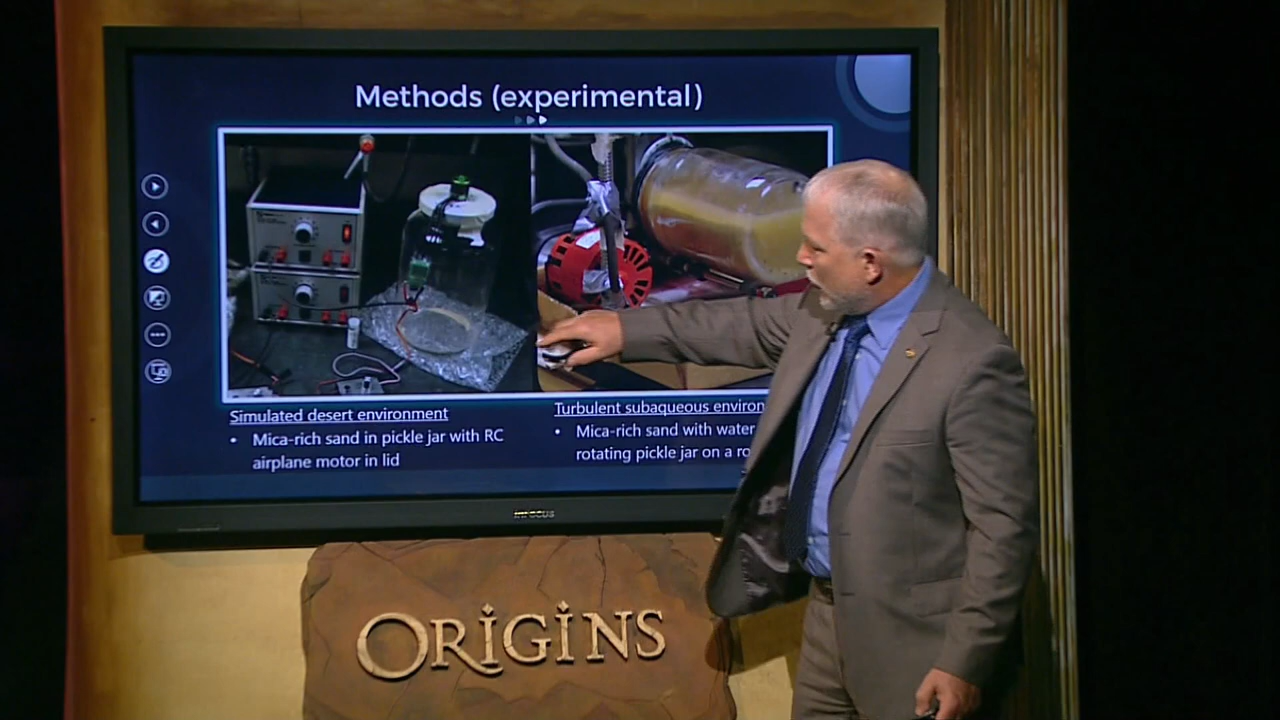 Methods (experimental)
Simulated desert environment
• Mica-rich sand in pickle jar with RC
airplane motor in lid
Turbulent subaqueous environ
• Mica-rich sand with water
rotating pickle jar on a ro
InFocus
ORIGINS